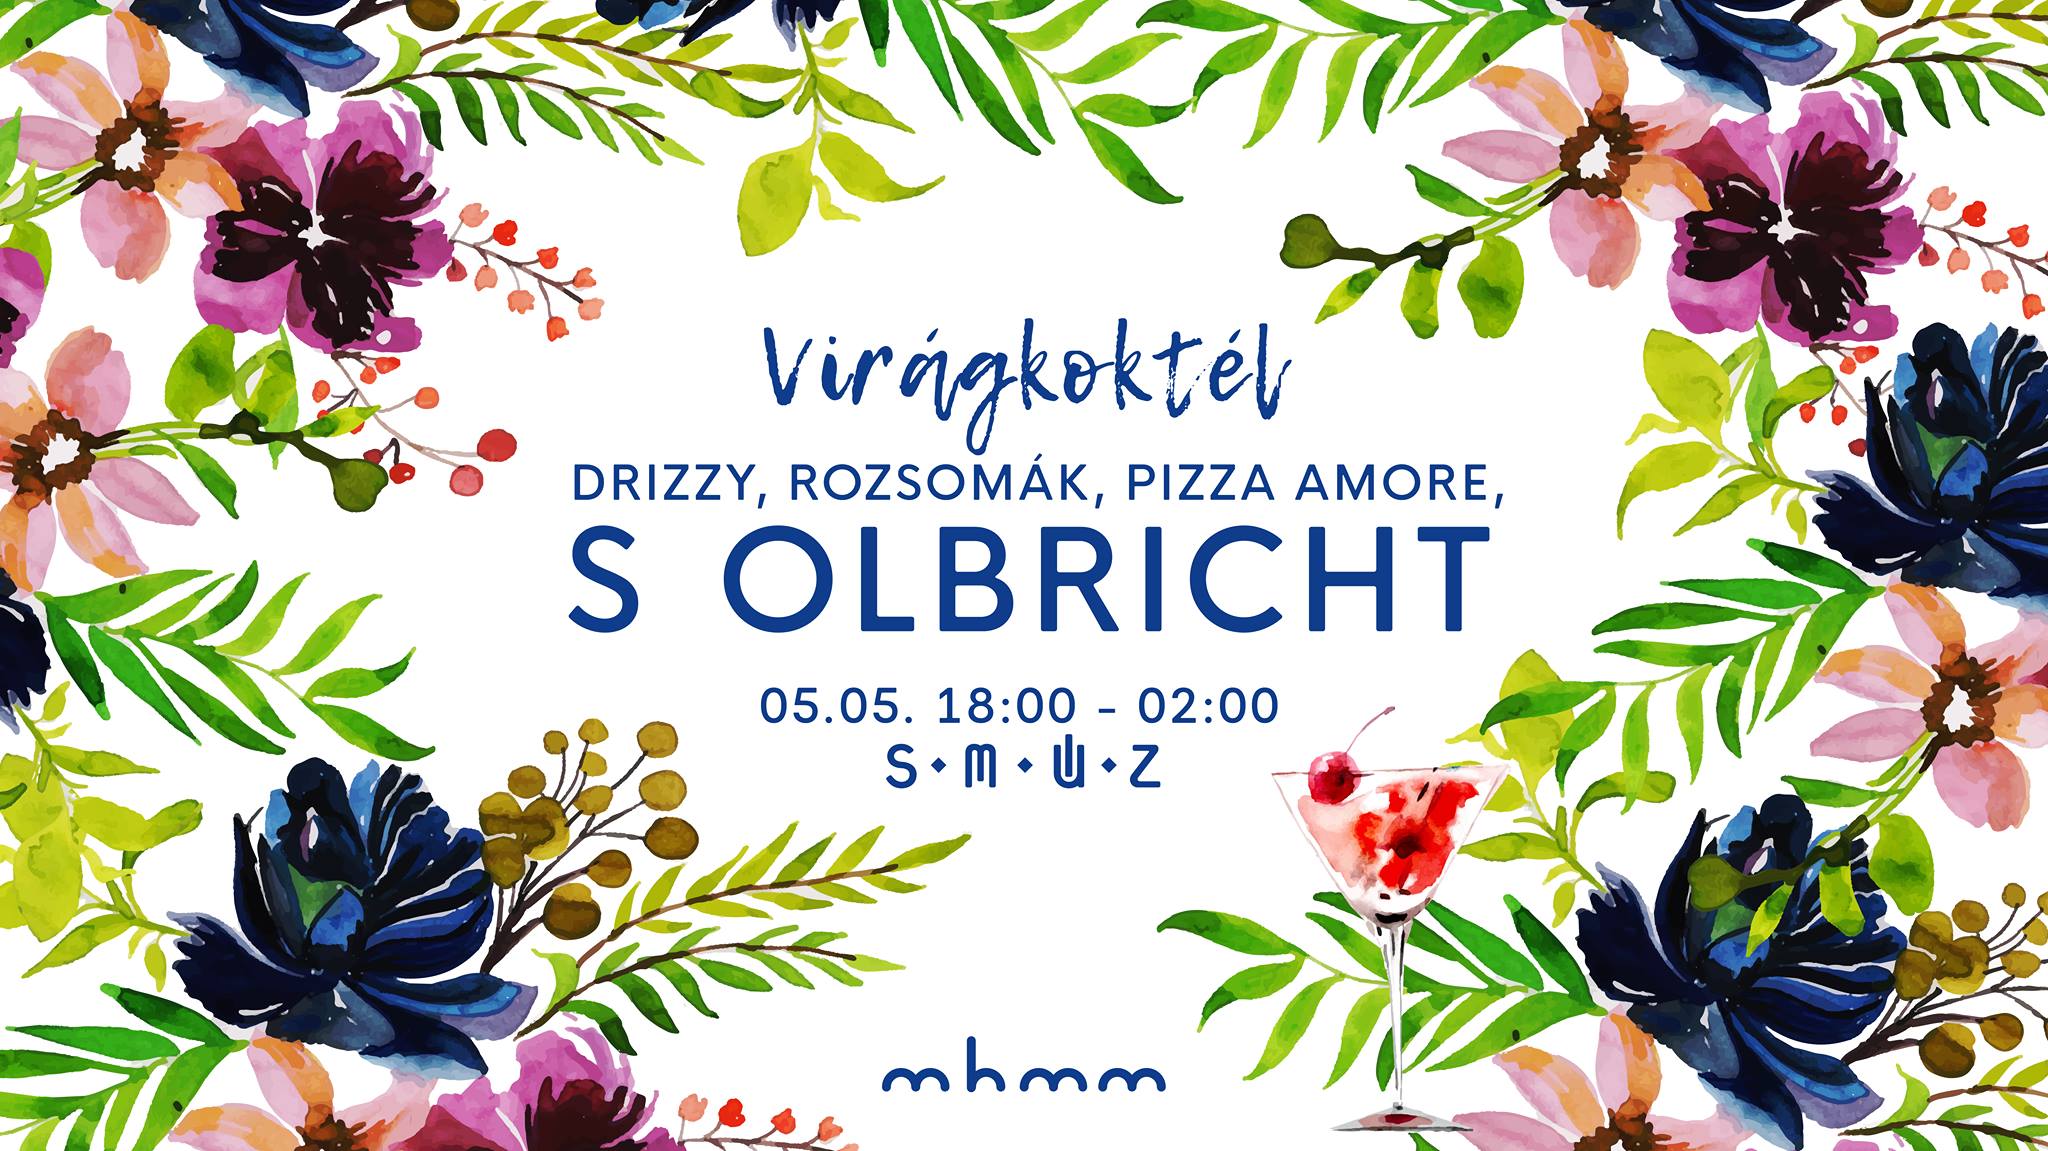 Virágkoktél
DRIZZY, ROZSOMÁK, PIZZA AMORE,
S OLBRICHT
05.05. 18:00 - 02:00
S·M·Ü·Z
mhmm